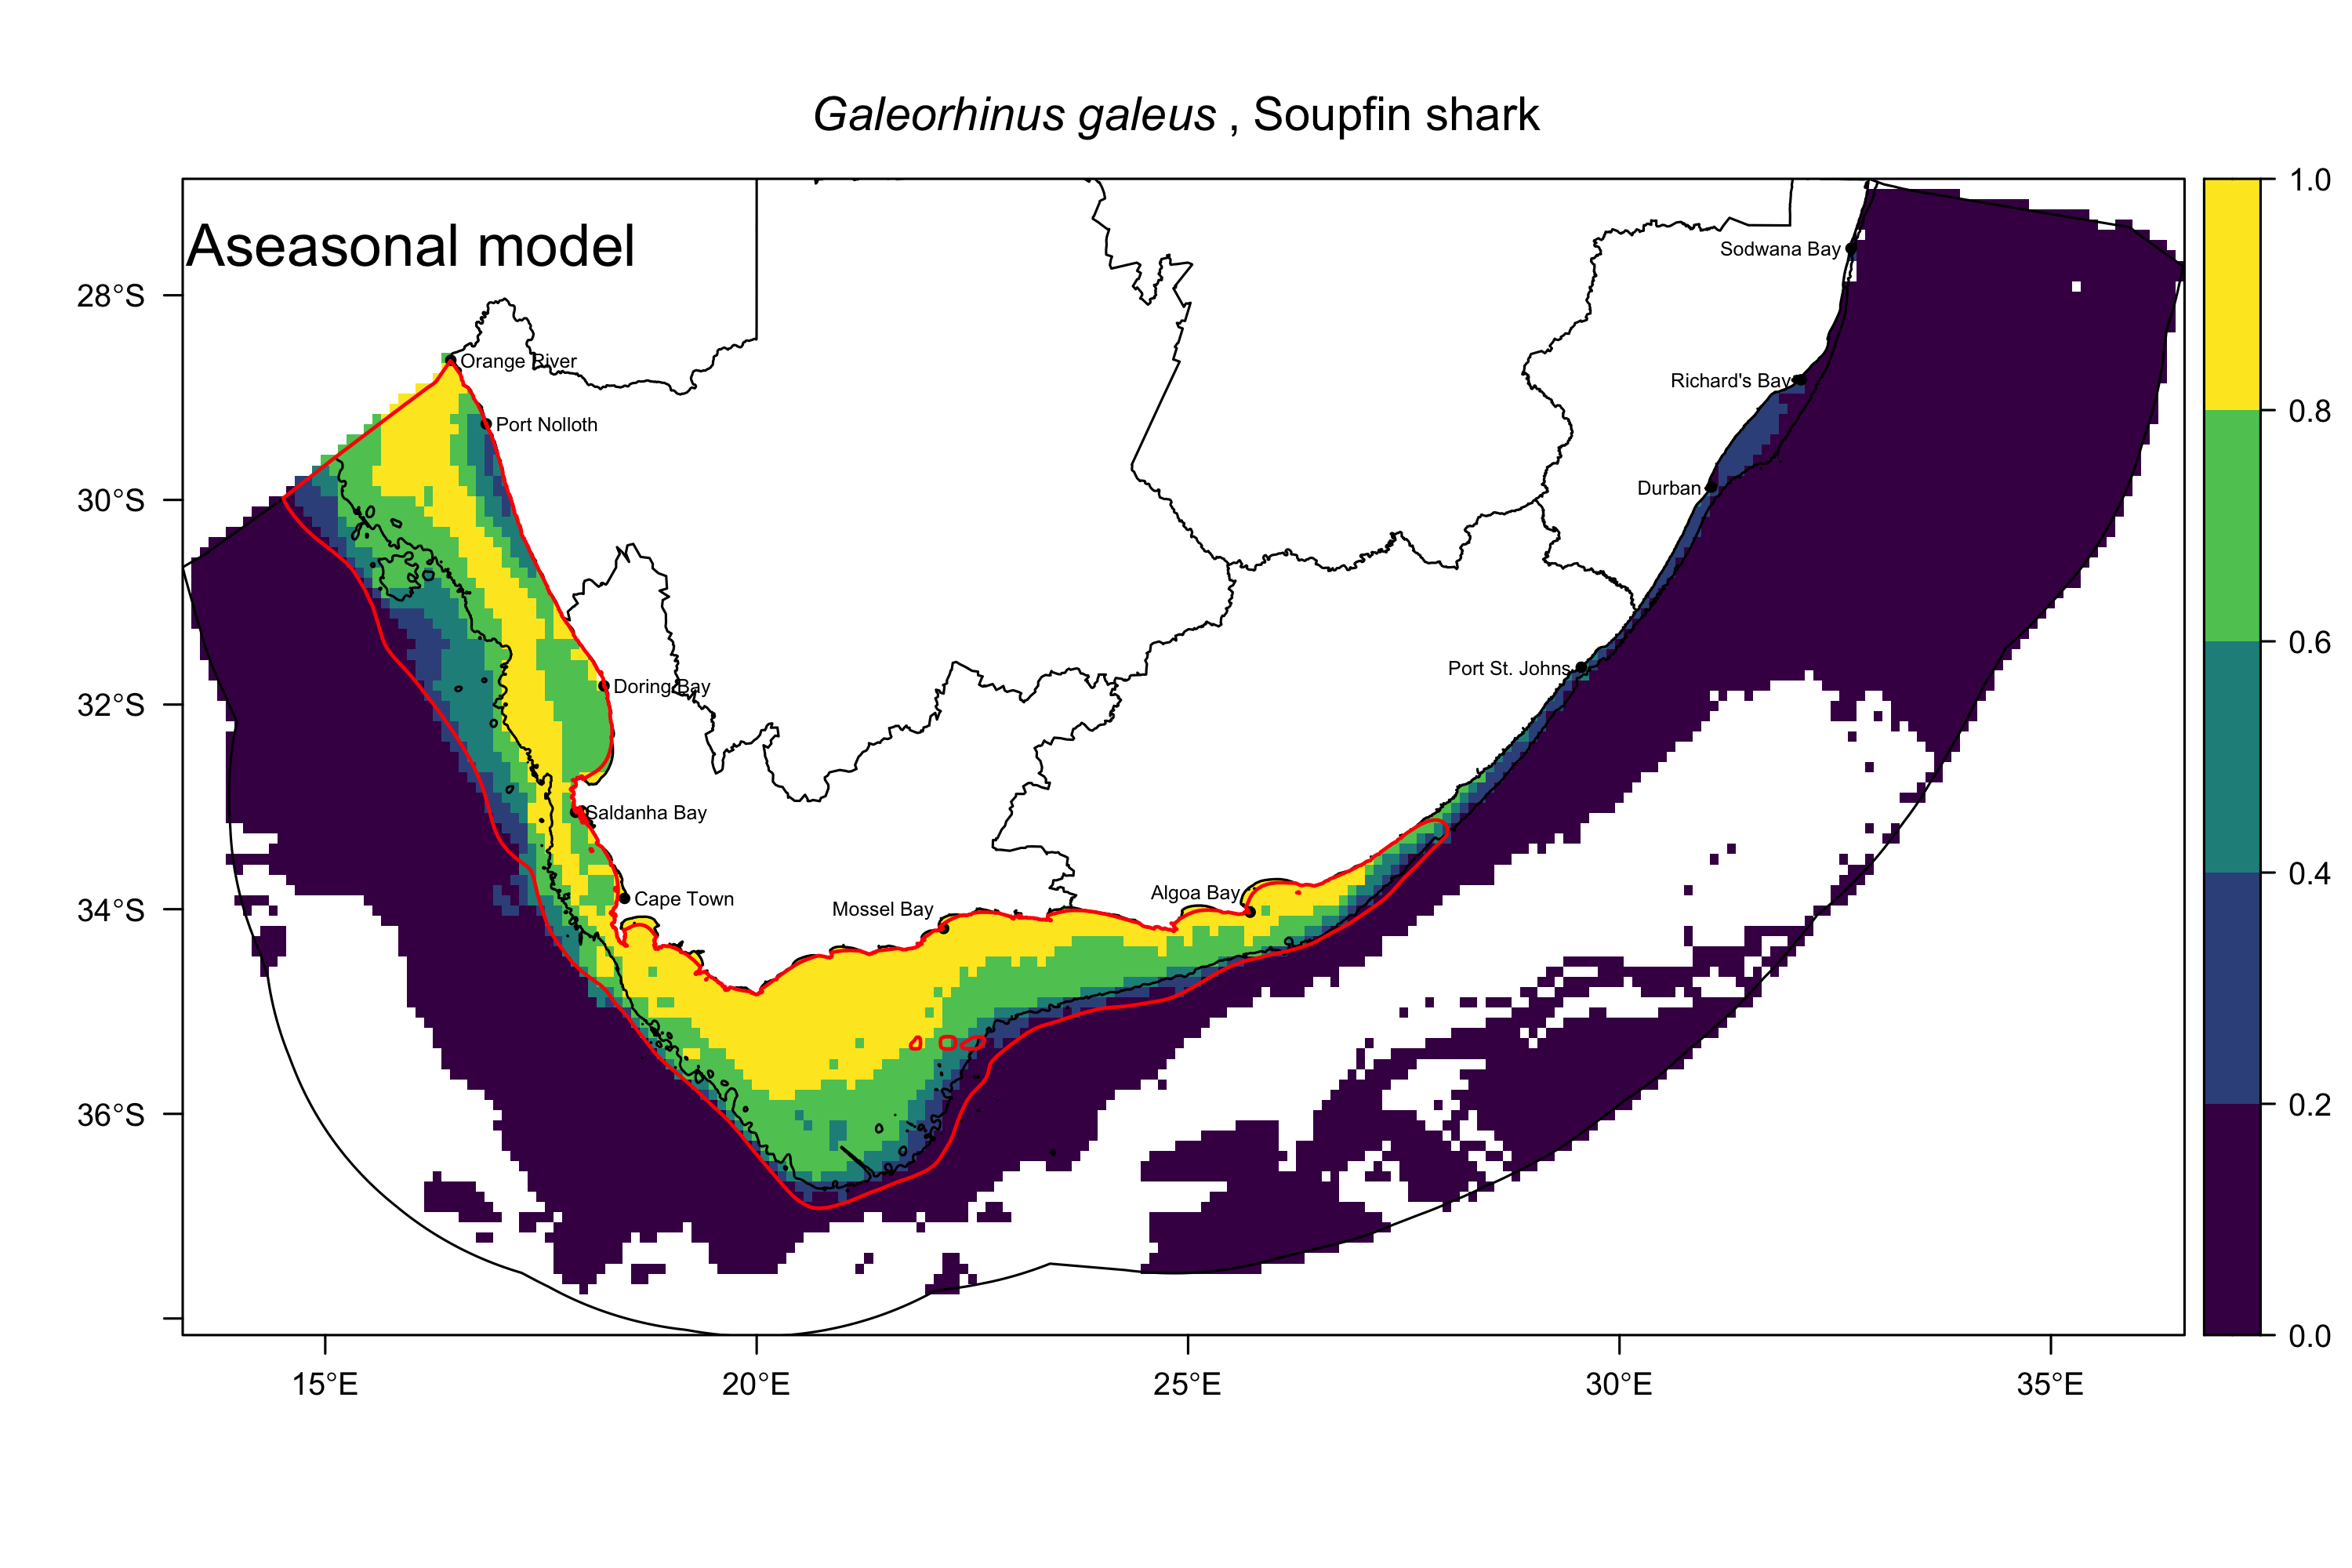 Galeorhinus galeus , Soupfin shark
Aseasonal model
1.0
0.8
0.6
0.4
0.2
0.0
28°S
30°S
32°S
34°S
36°S
15°E
20°E
25°E
30°E
35°E
Sodwana Bay
Orange River
Richard's Bay
Port Nolloth
Durban
Port St. Johns
Doring Bay
Saldanha Bay
Algoa Bay
Cape Town
Mossel Bay